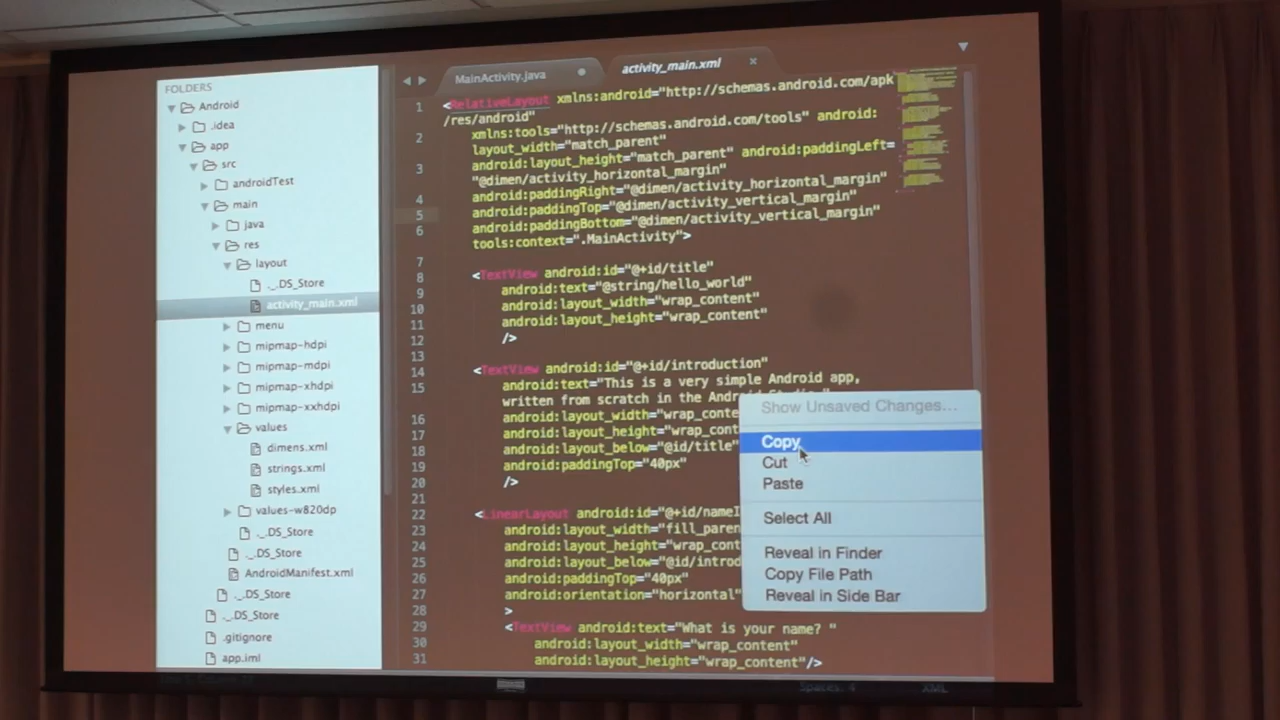 FOLDERS
Android
.idea
app
src
androidTest
main
java
res
layout
._.DS_Store
activity_main.xml
menu
mipmap-hdpi
mipmap-mdpi
mipmap-xhdpi
mipmap-xxhdpi
values
dimens.xml
strings.xml
styles.xml
values-w820dp
._.DS_Store
._.DS_Store
AndroidManifest.xml
._.DS_Store
._.DS_Store
.gitignore
app.iml
MainActivity.java
activity_main.xml
1 <RelativeLayout xmlns:android="http://schemas.android.com/apk
/res/android"
2 xmlns:tools="http://schemas.android.com/tools" android:
layout_width="match_parent"
3 android:layout_height="match_parent" android:paddingLeft=
"@dimen/activity_horizontal_margin"
4 android:paddingRight="@dimen/activity_horizontal_margin"
5 android:paddingTop="@dimen/activity_vertical_margin"
6 android:paddingBottom="@dimen/activity_vertical_margin"
tools:context=".MainActivity">
7
8 <TextView android:id="@+id/title"
9 android:text="@string/hello_world"
10 android:layout_width="wrap_content"
11 android:layout_height="wrap_content"
12 />
13
14 <TextView android:id="@+id/introduction"
15 android:text="This is a very simple Android app,
written from scratch in the Andr
16 android:layout_width="wrap_conte
17 android:layout_height="wrap_cont
18 android:layout_below="@id/title"
19 android:paddingTop="40px"
20 />
21
22 <LinearLayout android:id="@+id/nameI
23 android:layout_width="fill_paren
24 android:layout_height="wrap_cont
25 android:layout_below="@id/introd
26 android:paddingTop="40px"
27 android:orientation="horizontal"
28 >
29 <TextView android:text="What is your name? "
30 android:layout_width="wrap_content"
31 android:layout_height="wrap_content"/>
Show Unsaved Changes...
Copy
Cut
Paste
Select All
Reveal in Finder
Copy File Path
Reveal in Side Bar
Spaces: 4
XML